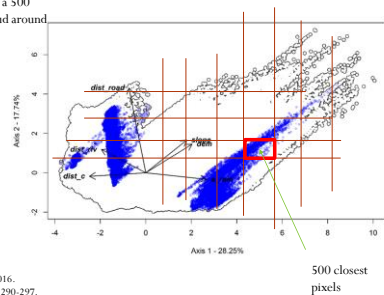 a 500
nd around
Axis 2 - 17.74%
6
4
2
0
-2
dist_road
slope
dem
dist_riv
dist_c
-4
-2
0
2
4
6
8
10
Axis 1 - 28.25%
500 closest
pixels
016.
290-297.